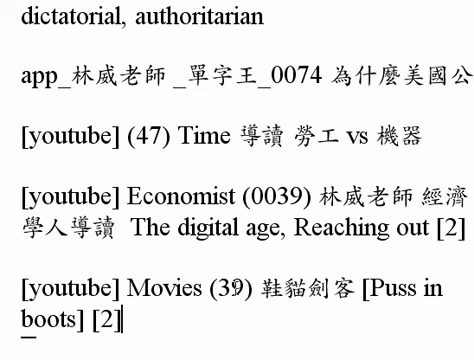 dictatorial, authoritarian
app_林威老師 _單字王_0074 為什麼美國公
[youtube] (47) Time 導讀 勞工 vs 機器
[youtube] Economist (0039) 林威老師 經濟
學人導讀 The digital age, Reaching out [2]
[youtube] Movies (39) 鞋貓劍客 [Puss in
boots] [2]